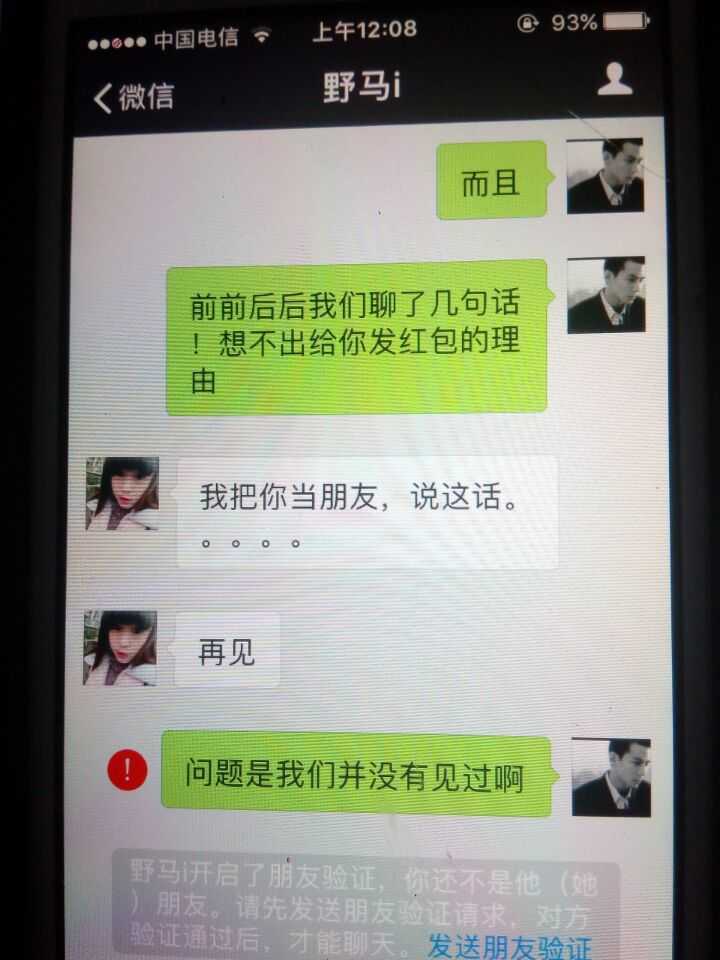 中国电信 上午12:08 93%
微信 野马i
而且
前前后后我们聊了几句话
！想不出给你发红包的理
由
我把你当朋友，说这话。
。。。。
再见
! 问题是我们并没有见过啊
野马i开启了朋友验证，你还不是他（她
）朋友。请先发送朋友验证请求，对方
验证通过后，才能聊天。发送朋友验证